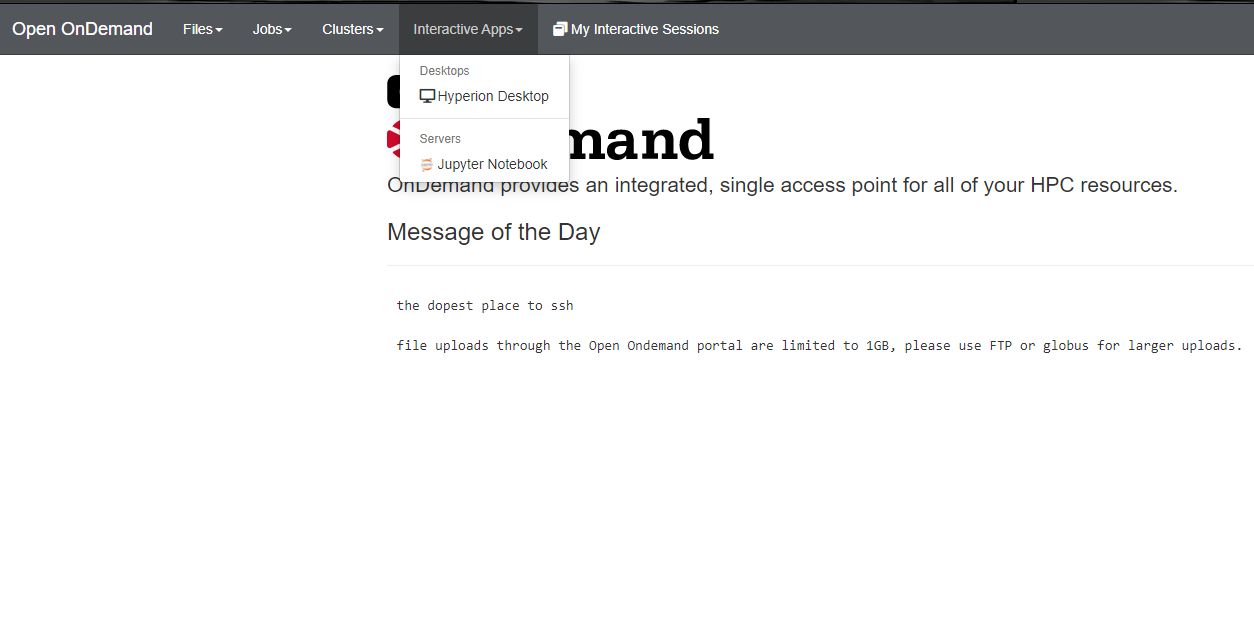 Open OnDemand Files Jobs Clusters Interactive Apps My Interactive Sessions
Desktops
Hyperion Desktop
Servers
Jupyter Notebook
mand
OnDemand provides an integrated, single access point for all of your HPC resources.
Message of the Day
the dopest place to ssh
file uploads through the Open Ondemand portal are limited to 1GB, please use FTP or globus for larger uploads.